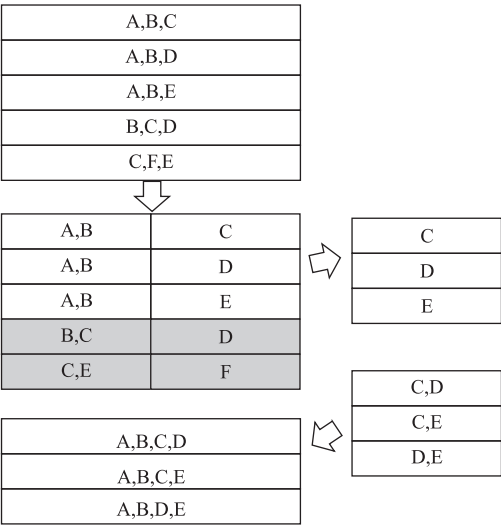 A,B,C
A,B,D
A,B,E
B,C,D
C,F,E
A,B C
A,B D
A,B E
B,C D
C,E F
C
D
E
C,D
C,E
D,E
A,B,C,D
A,B,C,E
A,B,D,E